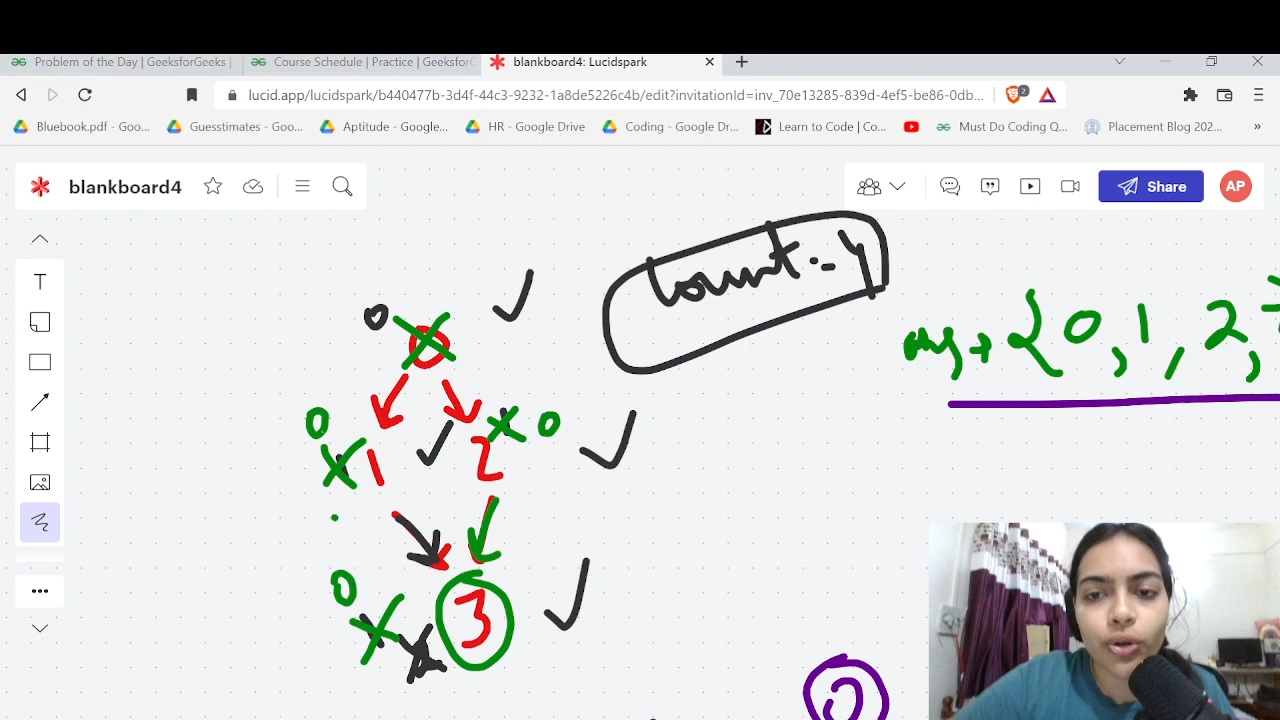 Problem of the Day | GeeksforGeeks |
Course Schedule | Practice | GeeksforG
blankboard4: Lucidspark
lucid.app/lucidspark/b440477b-3d4f-44c3-9232-1a8de5226c4b/edit?invitationId=inv_70e13285-839d-4ef5-be86-0db...
2
Bluebook.pdf - Goo...
Guesstimates - Goo...
Aptitude - Google...
HR - Google Drive
Coding - Google Dr...
Learn to Code | Co...
Must Do Coding Q...
Placement Blog 202...
»
blankboard4
Share
AP
T
count = 4
0
{ 0, 1, 2,
0 0
1 2
0
3